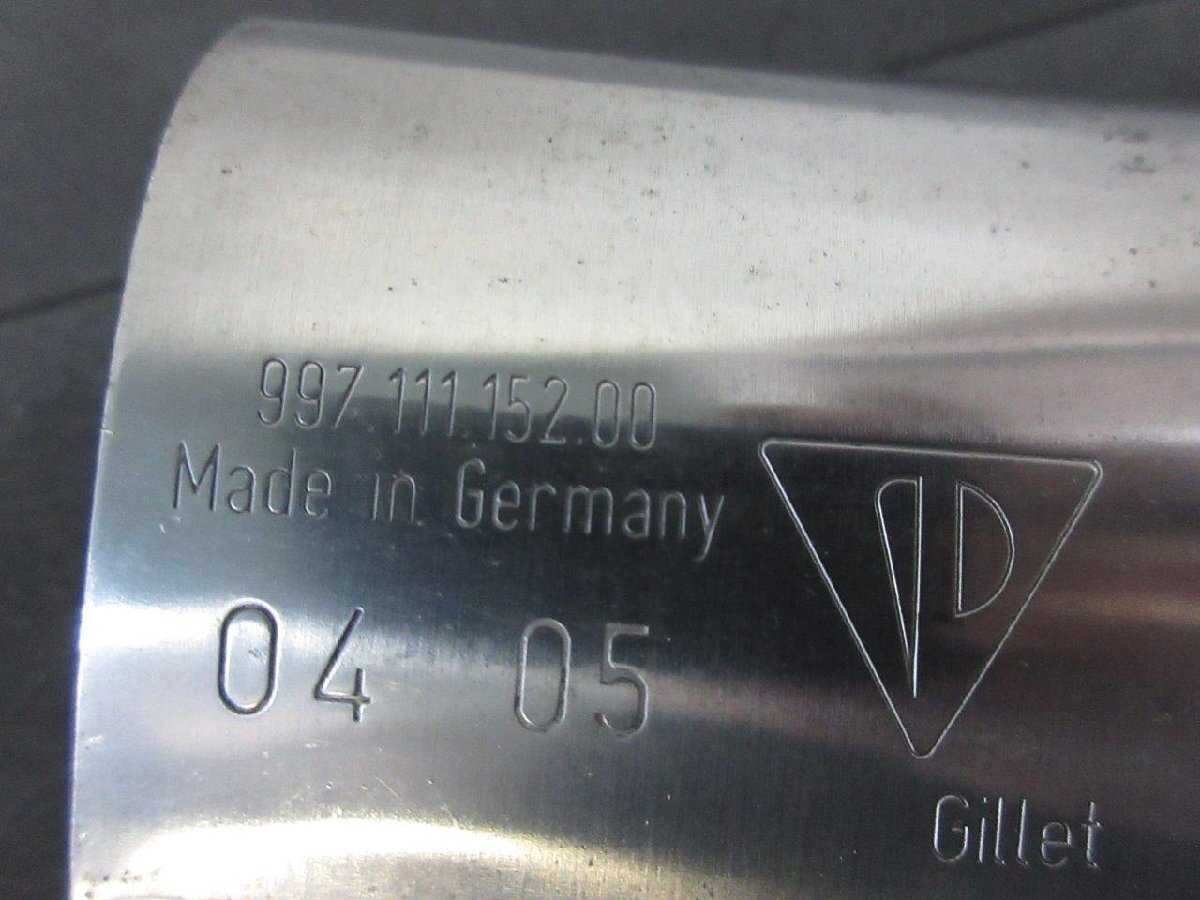 997.111.152.00
Made in Germany
04 05
Gillet